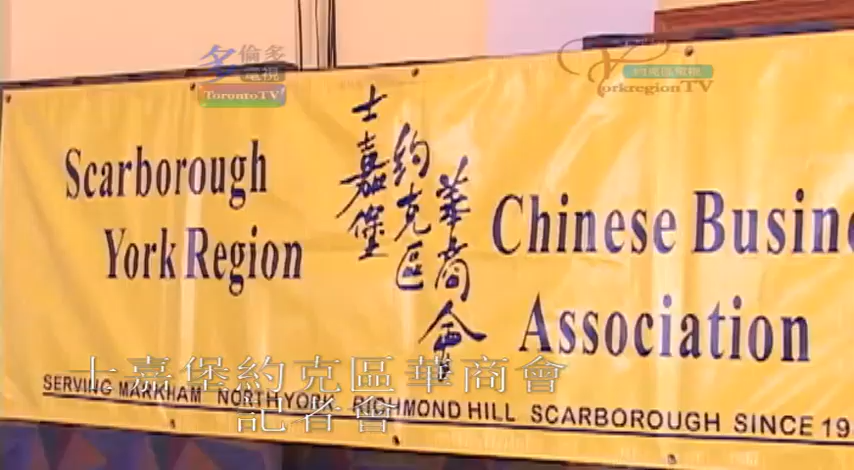 多倫多
電視
TorontoTV
約克區電視
YorkregionTV
Scarborough
York Region
士嘉堡
約克區
華商會
Chinese Busine
Association
士嘉堡約克區華商會
記者會
SERVING MARKHAM NORTH YORK RICHMOND HILL SCARBOROUGH SINCE 19